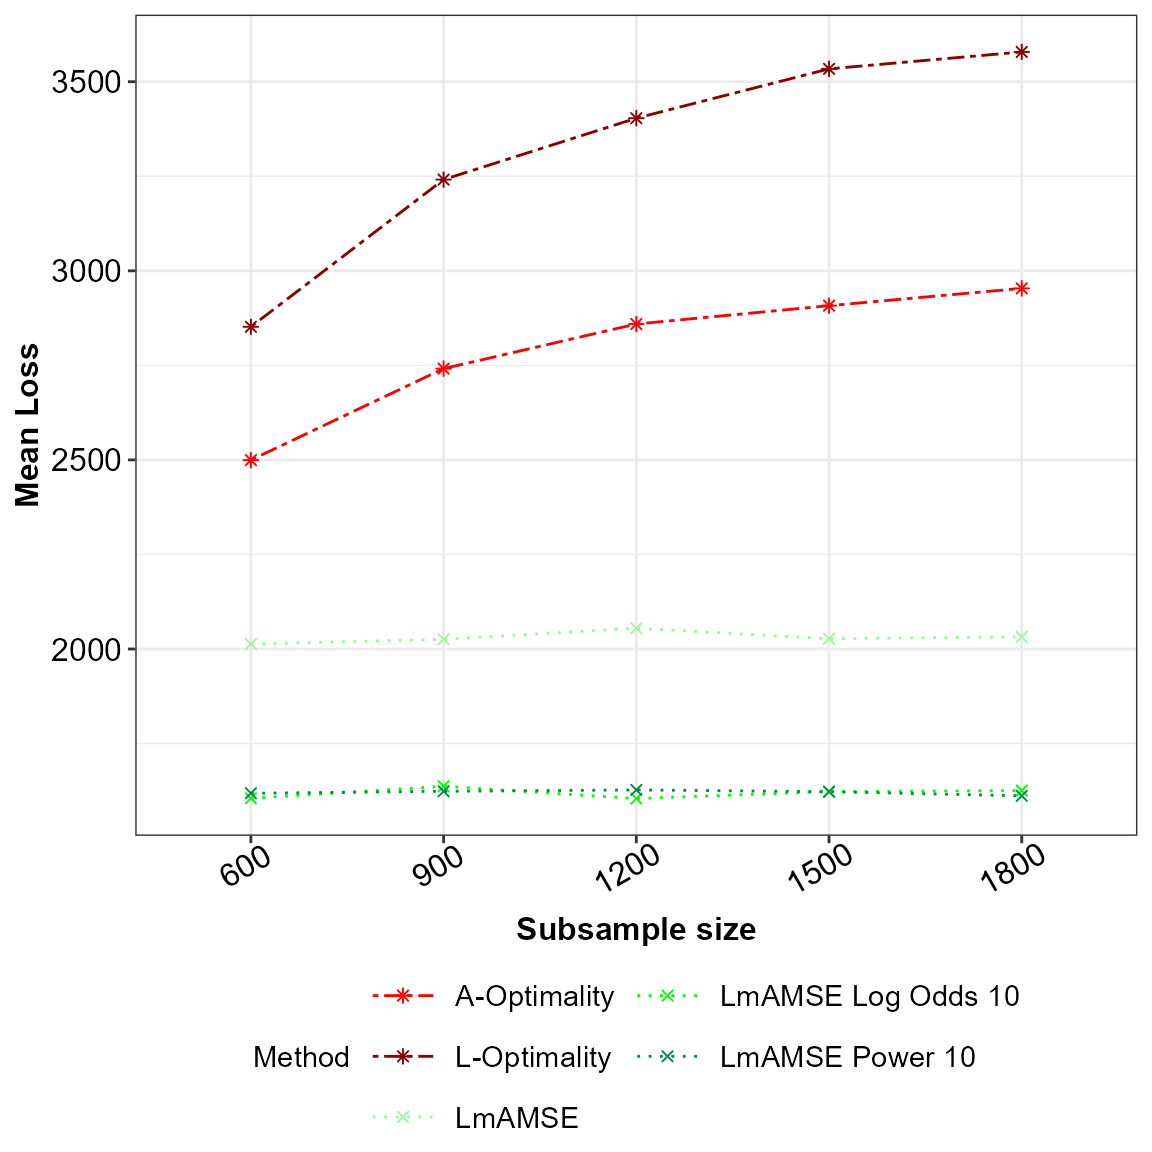 3500
3000
2500
2000
Mean Loss
600
900
1200
1500
1800
Subsample size
Method
A-Optimality
L-Optimality
LmAMSE
LmAMSE Log Odds 10
LmAMSE Power 10